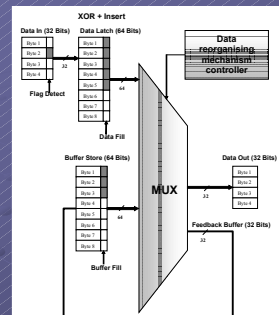 XOR + Insert
Data In (32 Bits)
Data Latch (64 Bits)
Byte 1
Byte 2
Byte 3
Byte 4
32
Flag Detect
Byte 1
Byte 2
Byte 3
Byte 4
Byte 5
Byte 6
Byte 7
Byte 8
64
Data Fill
Data
reorganising
mechanism
controller
Buffer Store (64 Bits)
Byte 1
Byte 2
Byte 3
Byte 4
Byte 5
Byte 6
Byte 7
Byte 8
64
Buffer Fill
MUX
Data Out (32 Bits)
32
Byte 1
Byte 2
Byte 3
Byte 4
Feedback Buffer (32 Bits)
32